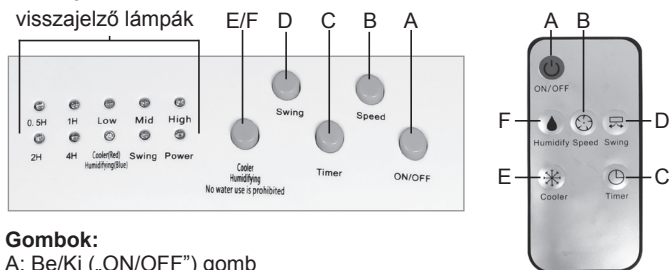 visszajelző lámpák E/F D C B A
0. 5H 1H Low Mid High
2H 4H Cooler(Red) Humidifying(Blue) Swing Power
Swing
Speed
Cooler
Humidifying
No water use is prohibited
Timer
ON/OFF
A B
ON/OFF
F D
Humidify Speed Swing
E C
Cooler Timer
Gombok:
A: Be/Ki („ON/OFF”) gomb